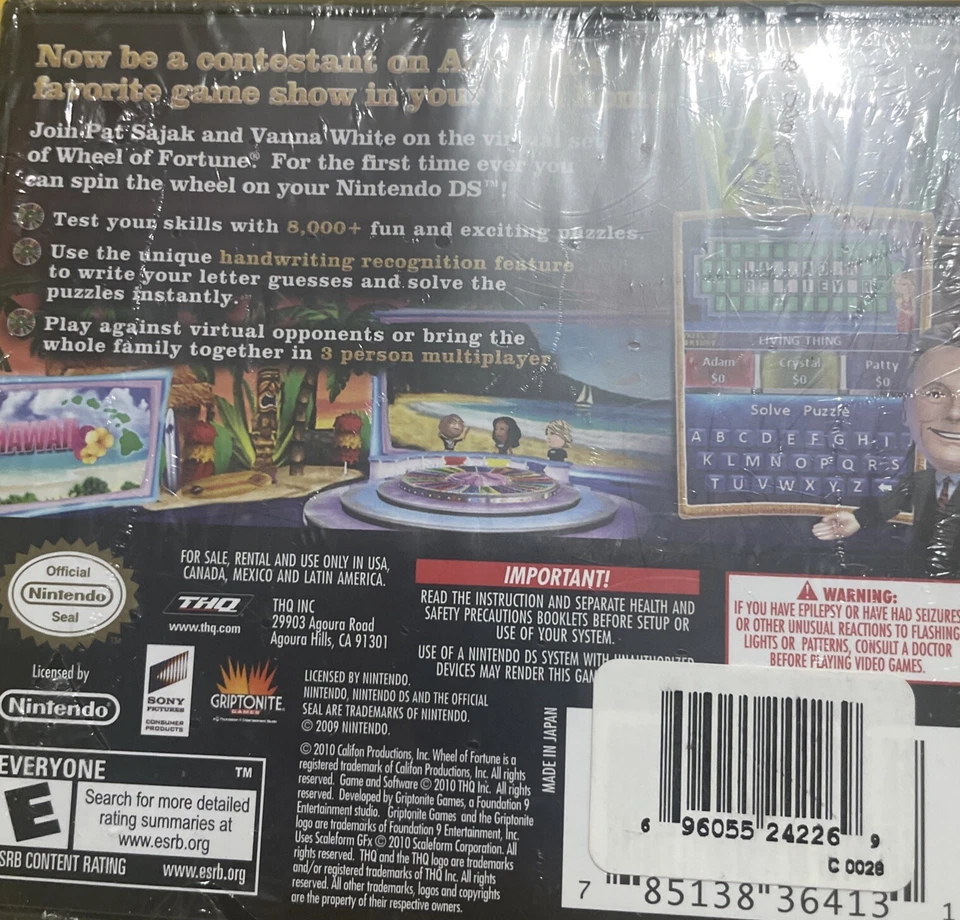 Now be a contestant on A
favorite game show in your
Join Pat Sajak and Vanna White on the virtual set
of Wheel of Fortune® For the first time ever you
can spin the wheel on your Nintendo DS™!
Test your skills with 8,000+ fun and exciting puzzles.
Use the unique handwriting recognition feature
to write your letter guesses and solve the
puzzles instantly.
Play against virtual opponents or bring the
whole family together in 3 person multiplayer
HAWAII
LIVING THING
Adam Crystal Patty
$0 $0 $0
Solve Puzzle
A B C D E F G H I
K L M N O P Q R S
T U V W X Y Z
Official
Nintendo
Seal
TM
FOR SALE, RENTAL AND USE ONLY IN USA,
CANADA, MEXICO AND LATIN AMERICA.
THQ
www.thq.com
THQ INC
29903 Agoura Road
Agoura Hills, CA 91301
IMPORTANT!
READ THE INSTRUCTION AND SEPARATE HEALTH AND
SAFETY PRECAUTIONS BOOKLETS BEFORE SETUP OR
USE OF YOUR SYSTEM.
USE OF A NINTENDO DS SYSTEM WITH UNAUTHORIZED
DEVICES MAY RENDER THIS GAM
WARNING:
IF YOU HAVE EPILEPSY OR HAVE HAD SEIZURES
OR OTHER UNUSUAL REACTIONS TO FLASHING
LIGHTS OR PATTERNS, CONSULT A DOCTOR
BEFORE PLAYING VIDEO GAMES.
Licensed by
Nintendo
SONY
PICTURES
CONSUMER
PRODUCTS
GRIPTONITE
GAMES
A Foundation 9 Entertainment Studio
LICENSED BY NINTENDO.
NINTENDO, NINTENDO DS AND THE OFFICIAL
SEAL ARE TRADEMARKS OF NINTENDO.
© 2009 NINTENDO.
© 2010 Califon Productions, Inc. Wheel of Fortune is a
registered trademark of Califon Productions, Inc. All rights
reserved. Game and Software © 2010 THQ Inc. All rights
reserved. Developed by Griptonite Games, a Foundation 9
Entertainment studio. Griptonite Games and the Griptonite
logo are trademarks of Foundation 9 Entertainment, Inc.
Uses Scaleform GFx © 2010 Scaleform Corporation. All
rights reserved. THQ and the THQ logo are trademarks
and/or registered trademarks of THQ Inc. All rights
reserved. All other trademarks, logos and copyrights
are the property of their respective owners.
MADE IN JAPAN
EVERYONE TM
E
Search for more detailed
rating summaries at
www.esrb.org
SRB CONTENT RATING www.esrb.org
6 96055 24226 9
C 0028
7 85138 36413 1